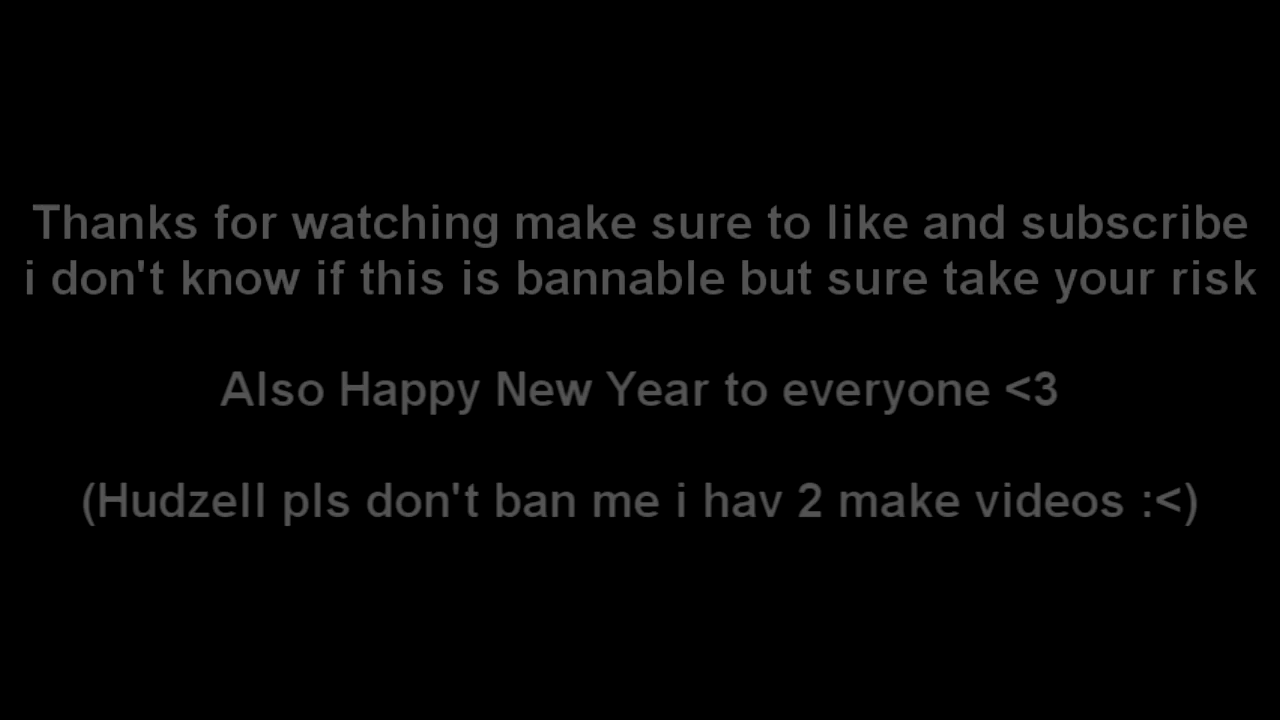 Thanks for watching make sure to like and subscribe
i don't know if this is bannable but sure take your risk
Also Happy New Year to everyone <3
(Hudzell pls don't ban me i hav 2 make videos :<)